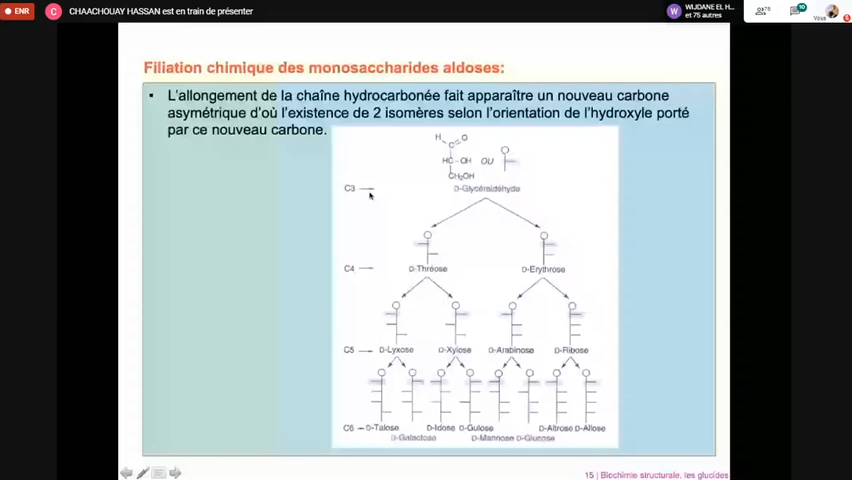 ENR
C
CHAACHOUAY HASSAN est en train de présenter
W
WIJDANE EL H...
et 75 autres
78
10
Vous
Filiation chimique des monosaccharides aldoses:
• L'allongement de la chaîne hydrocarbonée fait apparaître un nouveau carbone
asymétrique d'où l'existence de 2 isomères selon l'orientation de l'hydroxyle porté
par ce nouveau carbone.
H O
C
HC-OH OU
CH₂OH
C3 D-Glycéraldéhyde
C4 D-Thréose D-Erythrose
C5 D-Lyxose D-Xylose D-Arabinose D-Ribose
C6 D-Talose D-Idose D-Gulose D-Altrose D-Allose
D-Galactose D-Mannose D-Glucose
15 | Biochimie structurale, les glucides